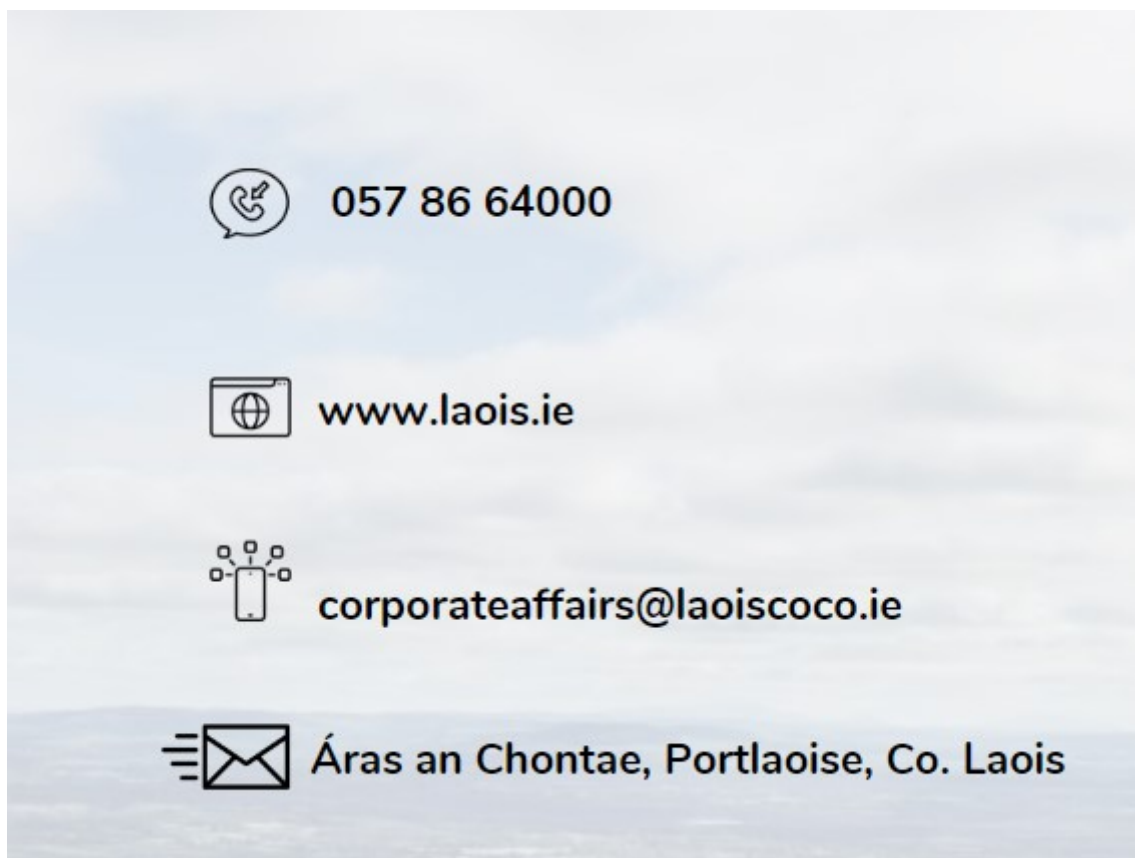 057 86 64000
www.laois.ie
corporateaffairs@laoiscoco.ie
Áras an Chontae, Portlaoise, Co. Laois